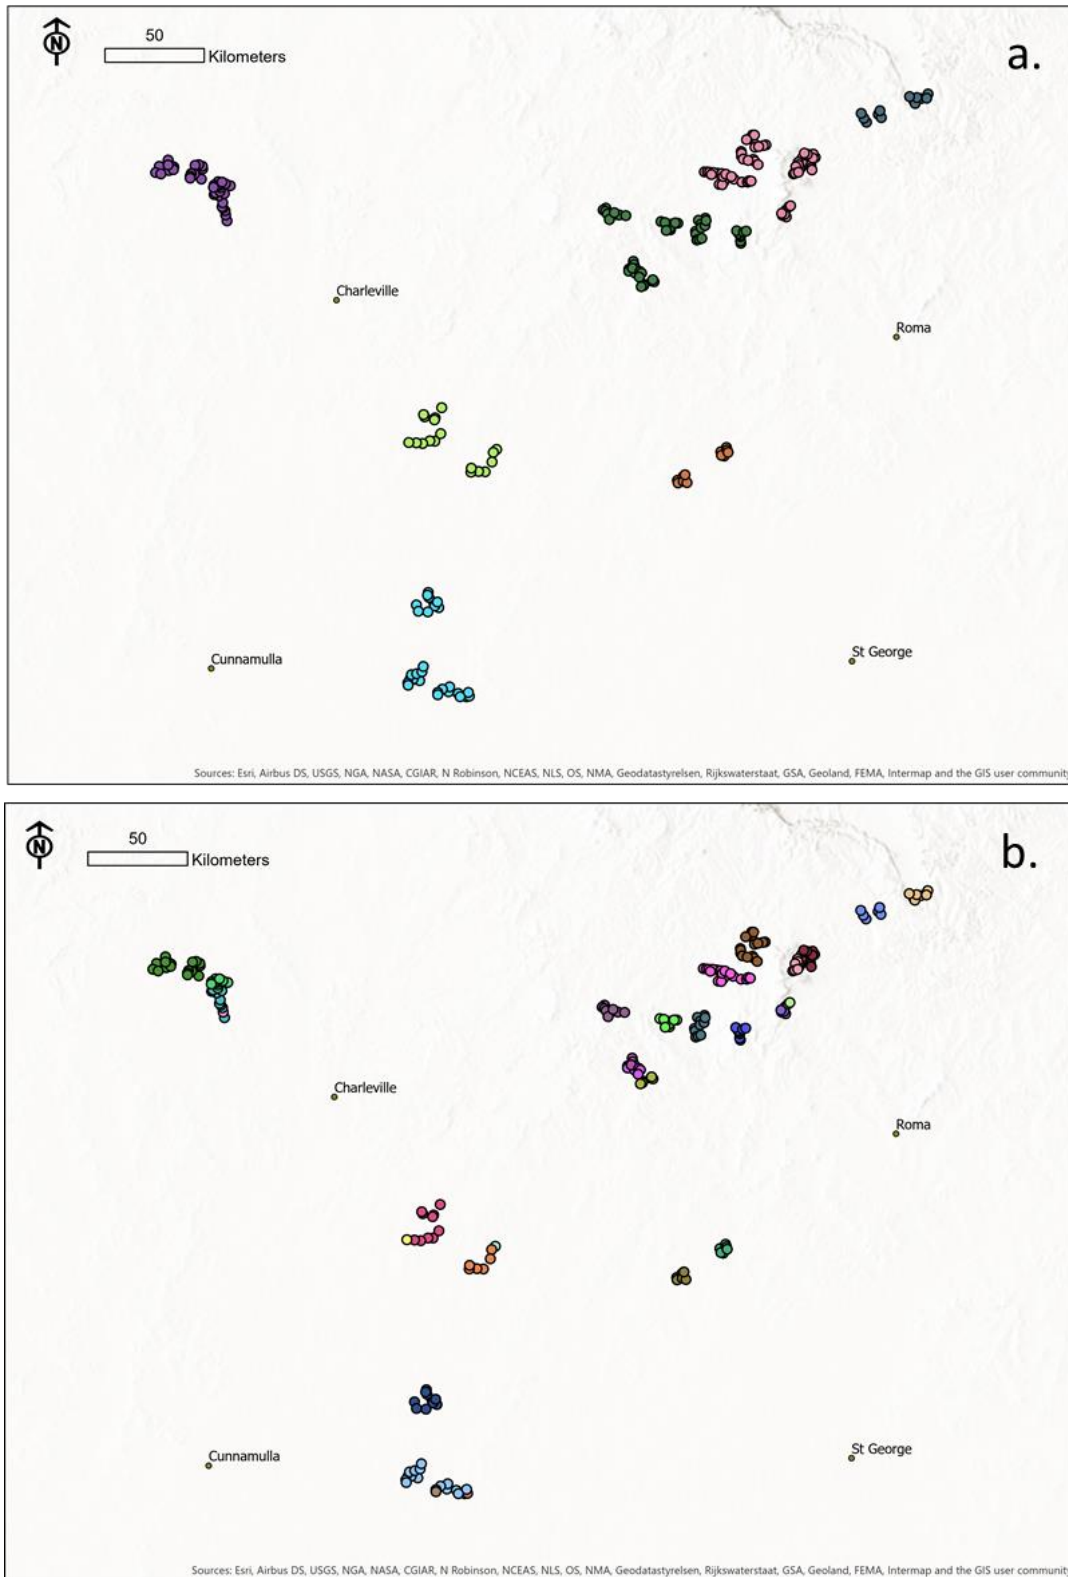 50
Kilometers
N
a.
Charleville
Roma
Cunnamulla
St George
Sources: Esri, Airbus DS, USGS, NGA, NASA, CGIAR, N Robinson, NCEAS, NLS, OS, NMA, Geodatastyrelsen, Rijkswaterstaat, GSA, Geoland, FEMA, Intermap and the GIS user community
50
Kilometers
N
b.
Charleville
Roma
Cunnamulla
St George
Sources: Esri, Airbus DS, USGS, NGA, NASA, CGIAR, N Robinson, NCEAS, NLS, OS, NMA, Geodatastyrelsen, Rijkswaterstaat, GSA, Geoland, FEMA, Intermap and the GIS user community